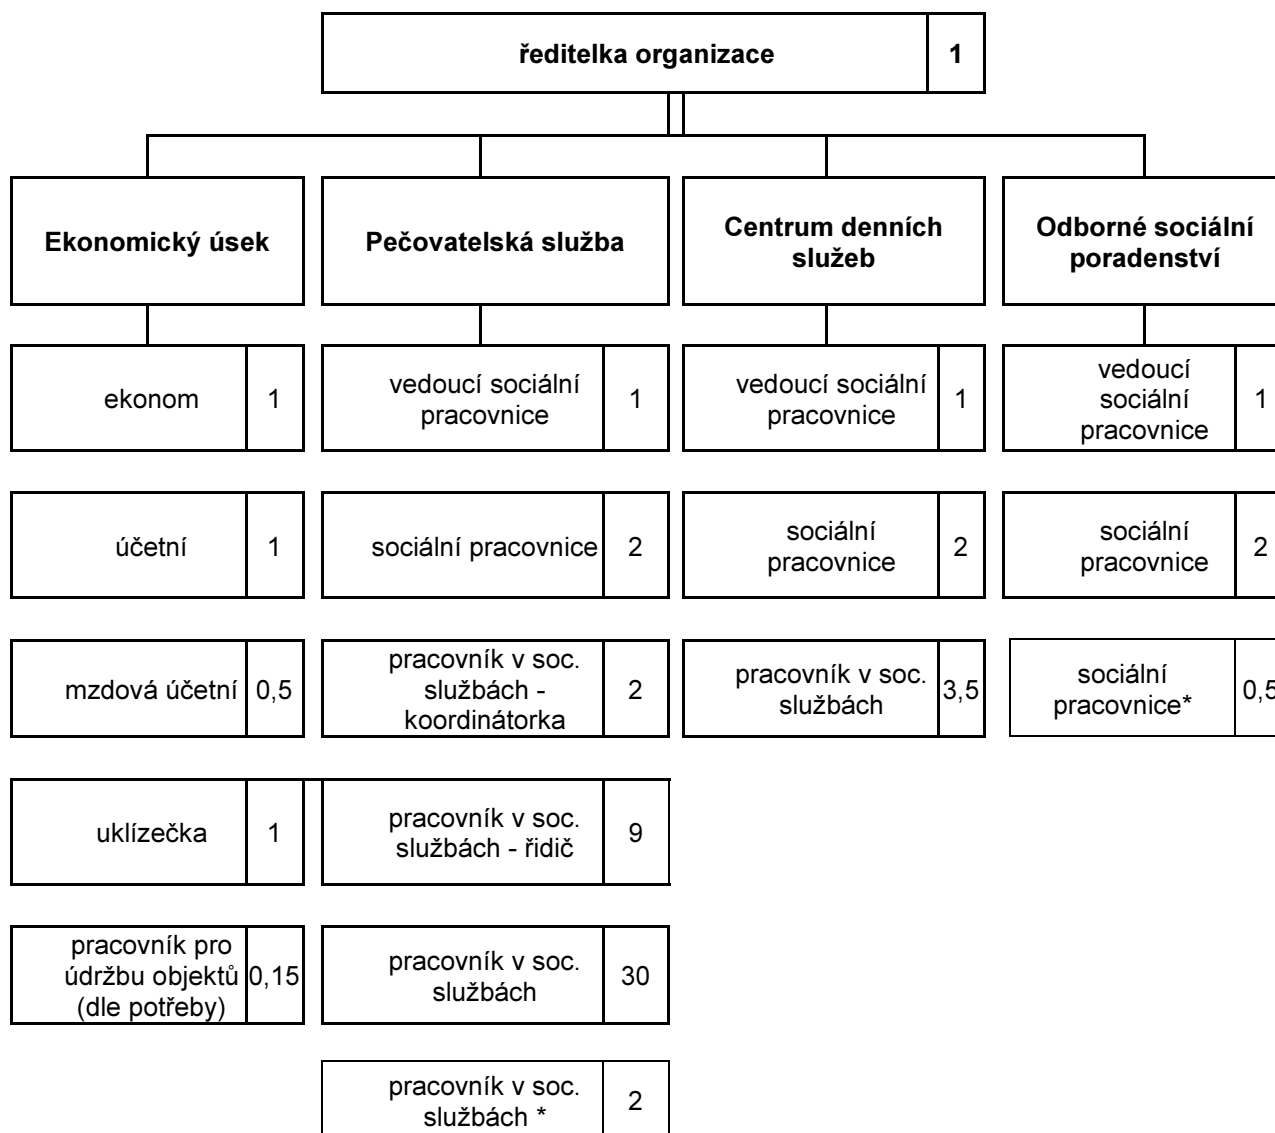 ředitelka organizace 1
Ekonomický úsek
Pečovatelská služba
Centrum denních
služeb
Odborné sociální
poradenství
ekonom 1
vedoucí sociální
pracovnice 1
vedoucí sociální
pracovnice 1
vedoucí
sociální
pracovnice 1
účetní 1
sociální pracovnice 2
sociální
pracovnice 2
sociální
pracovnice 2
mzdová účetní 0,5
pracovník v soc.
službách -
koordinátorka 2
pracovník v soc.
službách 3,5
sociální
pracovnice* 0,5
uklízečka 1
pracovník v soc.
službách - řidič 9
pracovník pro
údržbu objektů
(dle potřeby) 0,15
pracovník v soc.
službách 30
pracovník v soc.
službách * 2